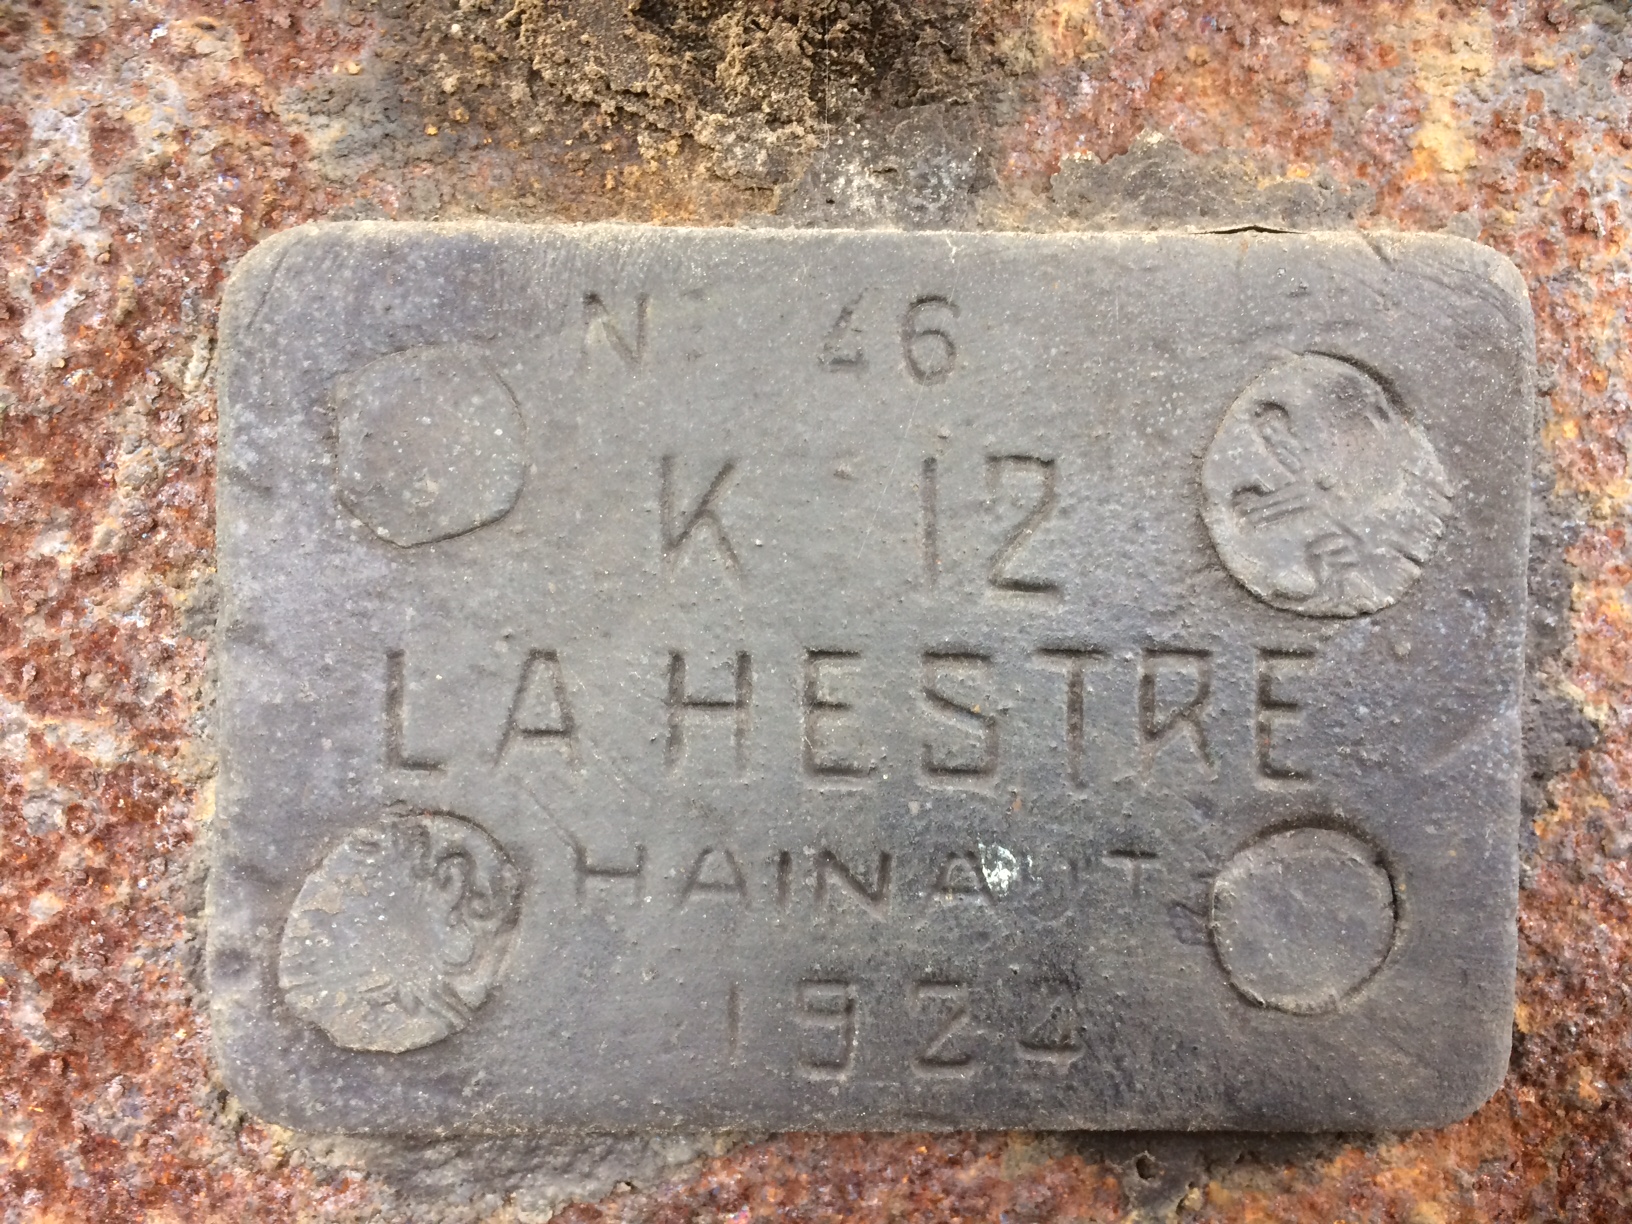 N° 46
K 12
LA HESTRE
HAINAUT
1924